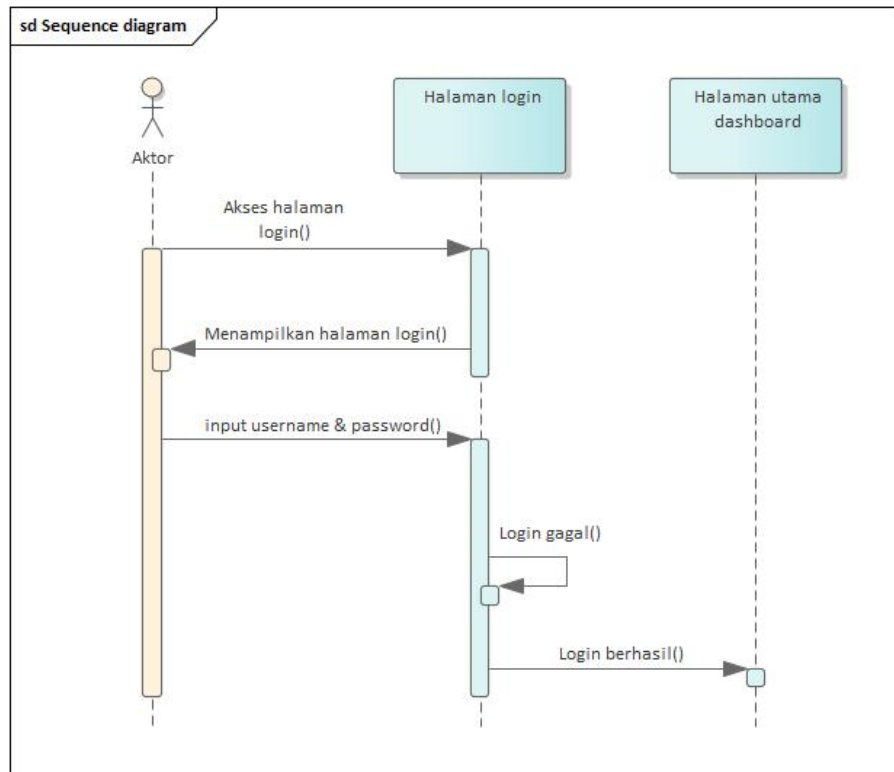 sd Sequence diagram
Aktor
Halaman login
Halaman utama
dashboard
Akses halaman
login()
Menampilkan halaman login()
input username & password()
Login gagal()
Login berhasil()